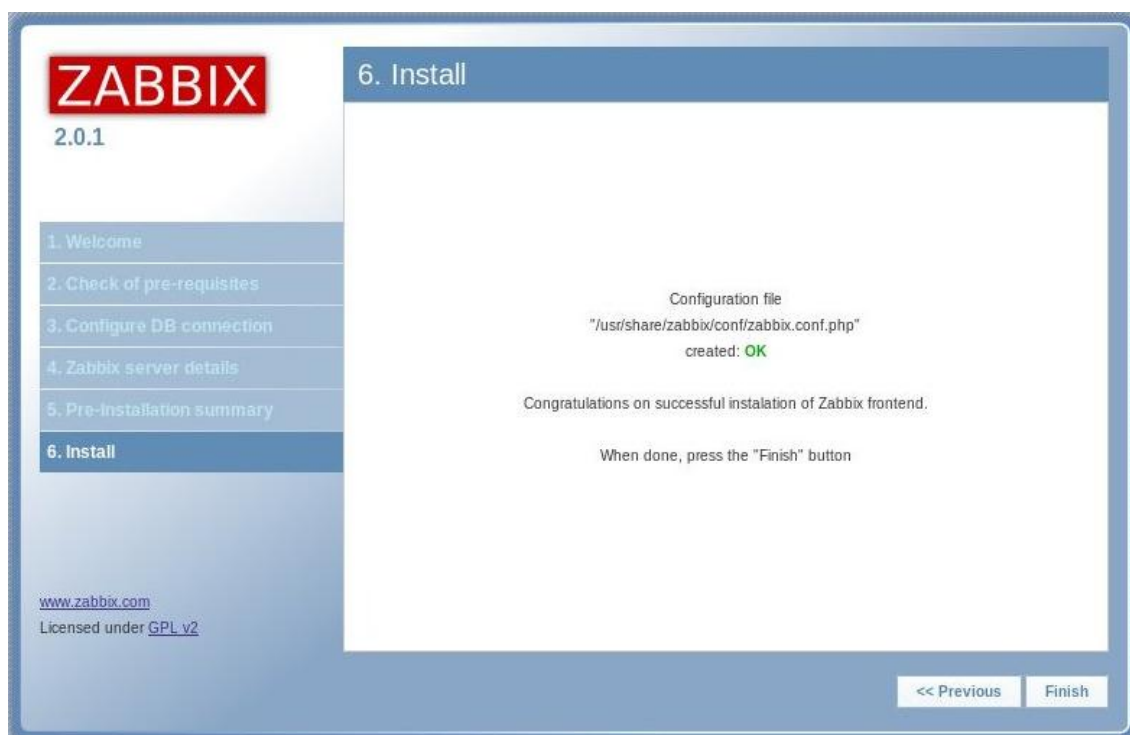 ZABBIX
2.0.1
1. Welcome
2. Check of pre-requisites
3. Configure DB connection
4. Zabbix server details
5. Pre-Installation summary
6. Install
www.zabbix.com
Licensed under GPL v2
6. Install
Configuration file
"/usr/share/zabbix/conf/zabbix.conf.php"
created: OK
Congratulations on successful instalation of Zabbix frontend.
When done, press the "Finish" button
<< Previous
Finish